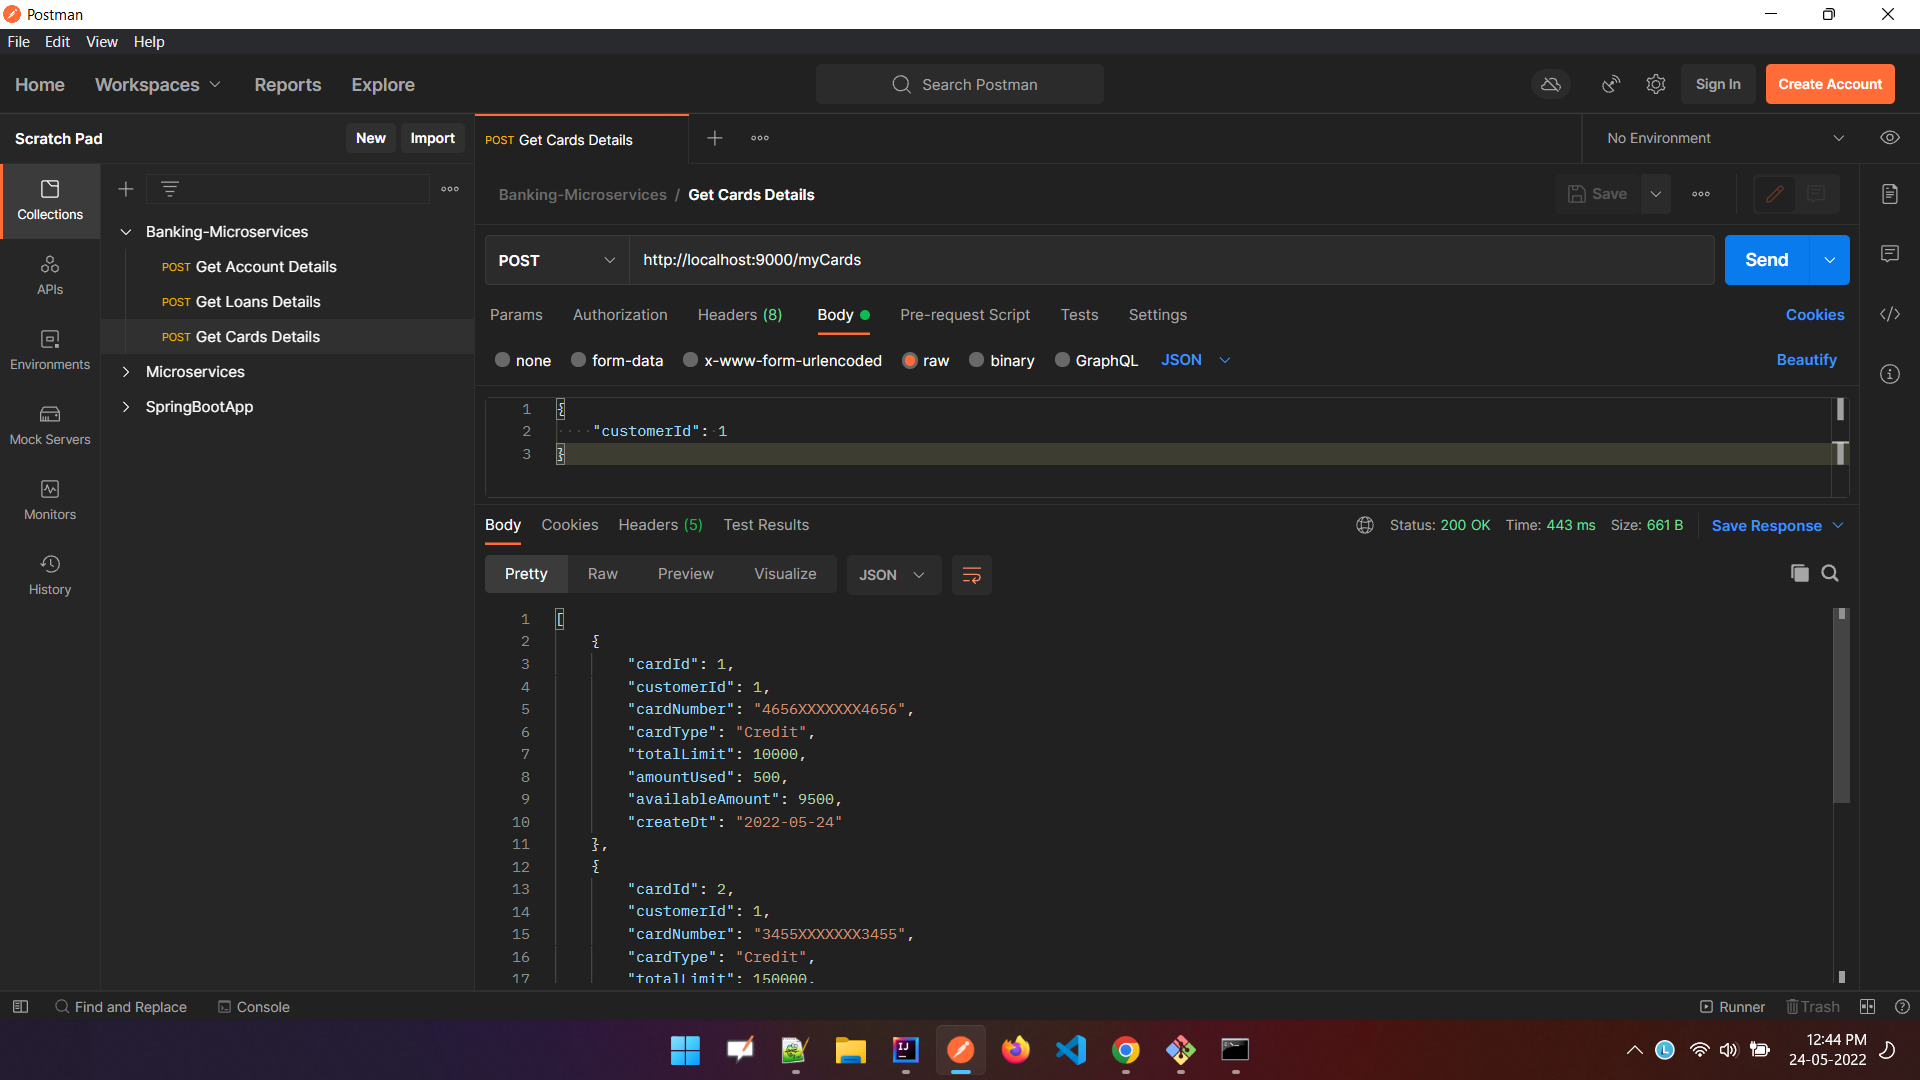 Postman
File Edit View Help
Home Workspaces Reports Explore Search Postman Sign In Create Account
Scratch Pad New Import POST Get Cards Details No Environment
Collections
APIs
Environments
Mock Servers
Monitors
History
Banking-Microservices
POST Get Account Details
POST Get Loans Details
POST Get Cards Details
Microservices
SpringBootApp
Banking-Microservices / Get Cards Details Save
POST http://localhost:9000/myCards Send
Params Authorization Headers (8) Body Pre-request Script Tests Settings Cookies
none form-data x-www-form-urlencoded raw binary GraphQL JSON Beautify
1 {
2 "customerId": 1
3 }
Body Cookies Headers (5) Test Results Status: 200 OK Time: 443 ms Size: 661 B Save Response
Pretty Raw Preview Visualize JSON
1 [
2 {
3 "cardId": 1,
4 "customerId": 1,
5 "cardNumber": "4656XXXXXXX4656",
6 "cardType": "Credit",
7 "totalLimit": 10000,
8 "amountUsed": 500,
9 "availableAmount": 9500,
10 "createDt": "2022-05-24"
11 },
12 {
13 "cardId": 2,
14 "customerId": 1,
15 "cardNumber": "3455XXXXXXX3455",
16 "cardType": "Credit",
17 "totalLimit": 150000,
Find and Replace Console Runner Trash
IJ
L
12:44 PM
24-05-2022